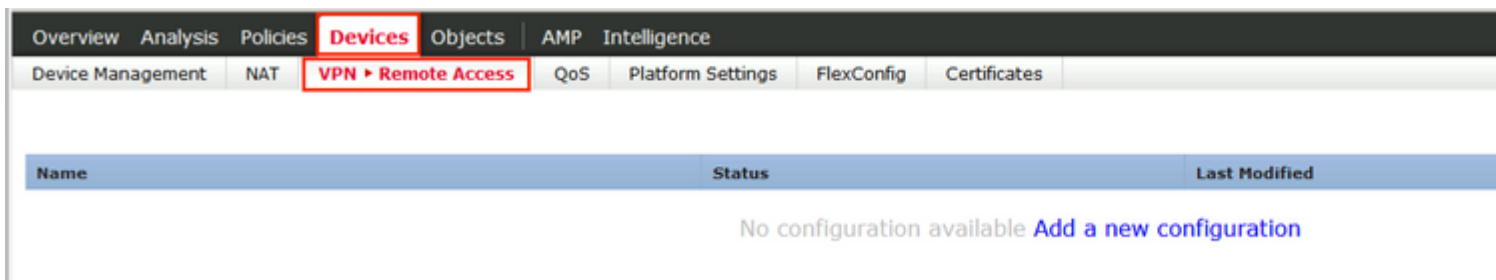 Overview Analysis Policies Devices Objects AMP Intelligence
Device Management NAT VPN ▸ Remote Access QoS Platform Settings FlexConfig Certificates
Name Status Last Modified
No configuration available Add a new configuration